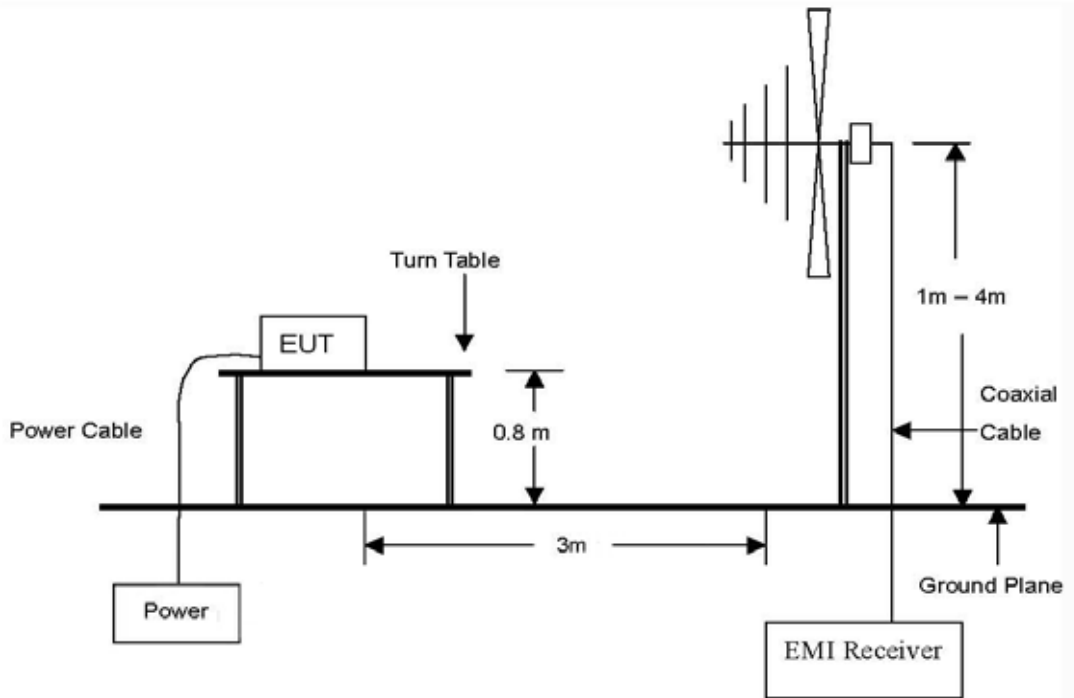 Turn Table
EUT
1m – 4m
Power Cable
0.8 m
Coaxial
Cable
3m
Ground Plane
Power
EMI Receiver